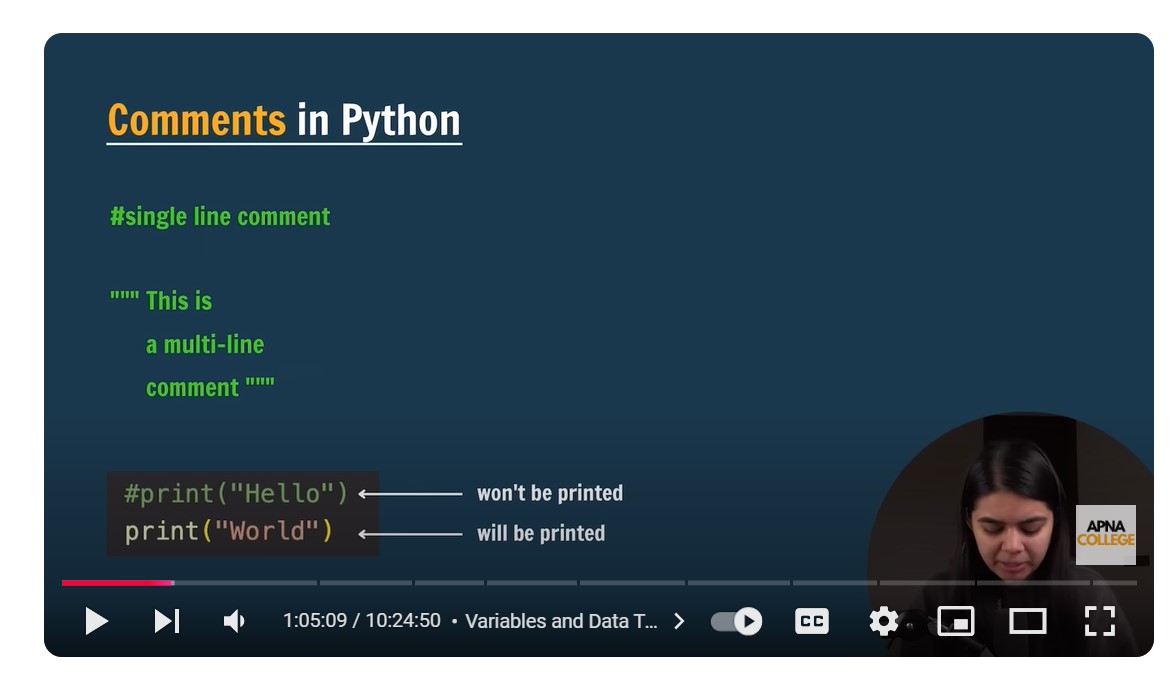 Comments in Python
#single line comment
""" This is
a multi-line
comment """
#print("Hello") won't be printed
print("World") will be printed
APNA
COLLEGE
1:05:09 / 10:24:50 • Variables and Data T...
CC